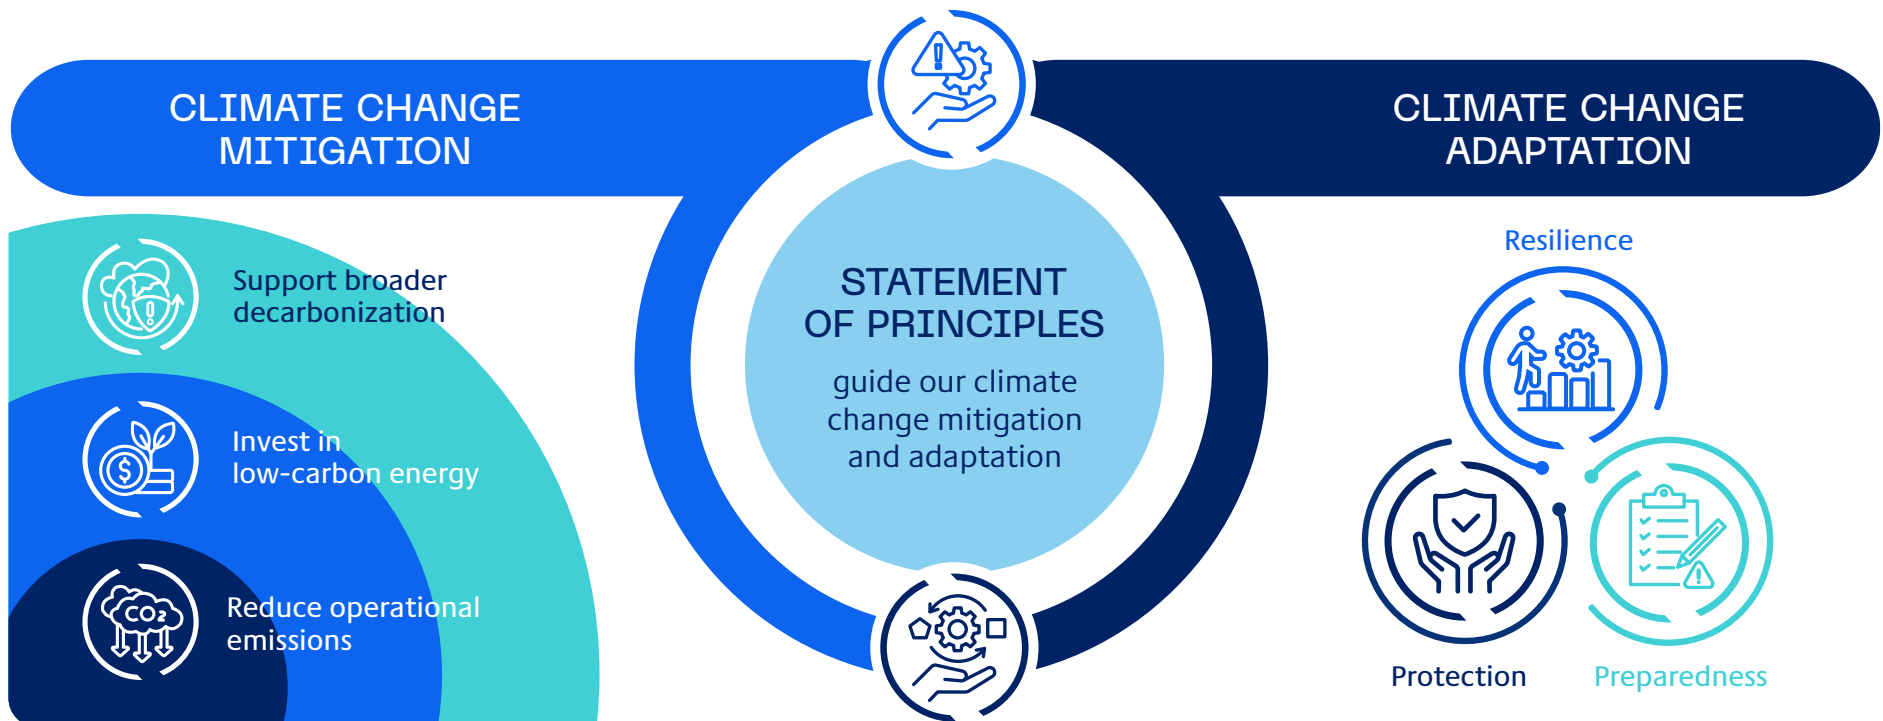 CLIMATE CHANGE
MITIGATION
Support broader
decarbonization
Invest in
low-carbon energy
CO2
Reduce operational
emissions
STATEMENT
OF PRINCIPLES
guide our climate
change mitigation
and adaptation
CLIMATE CHANGE
ADAPTATION
Resilience
Protection
Preparedness